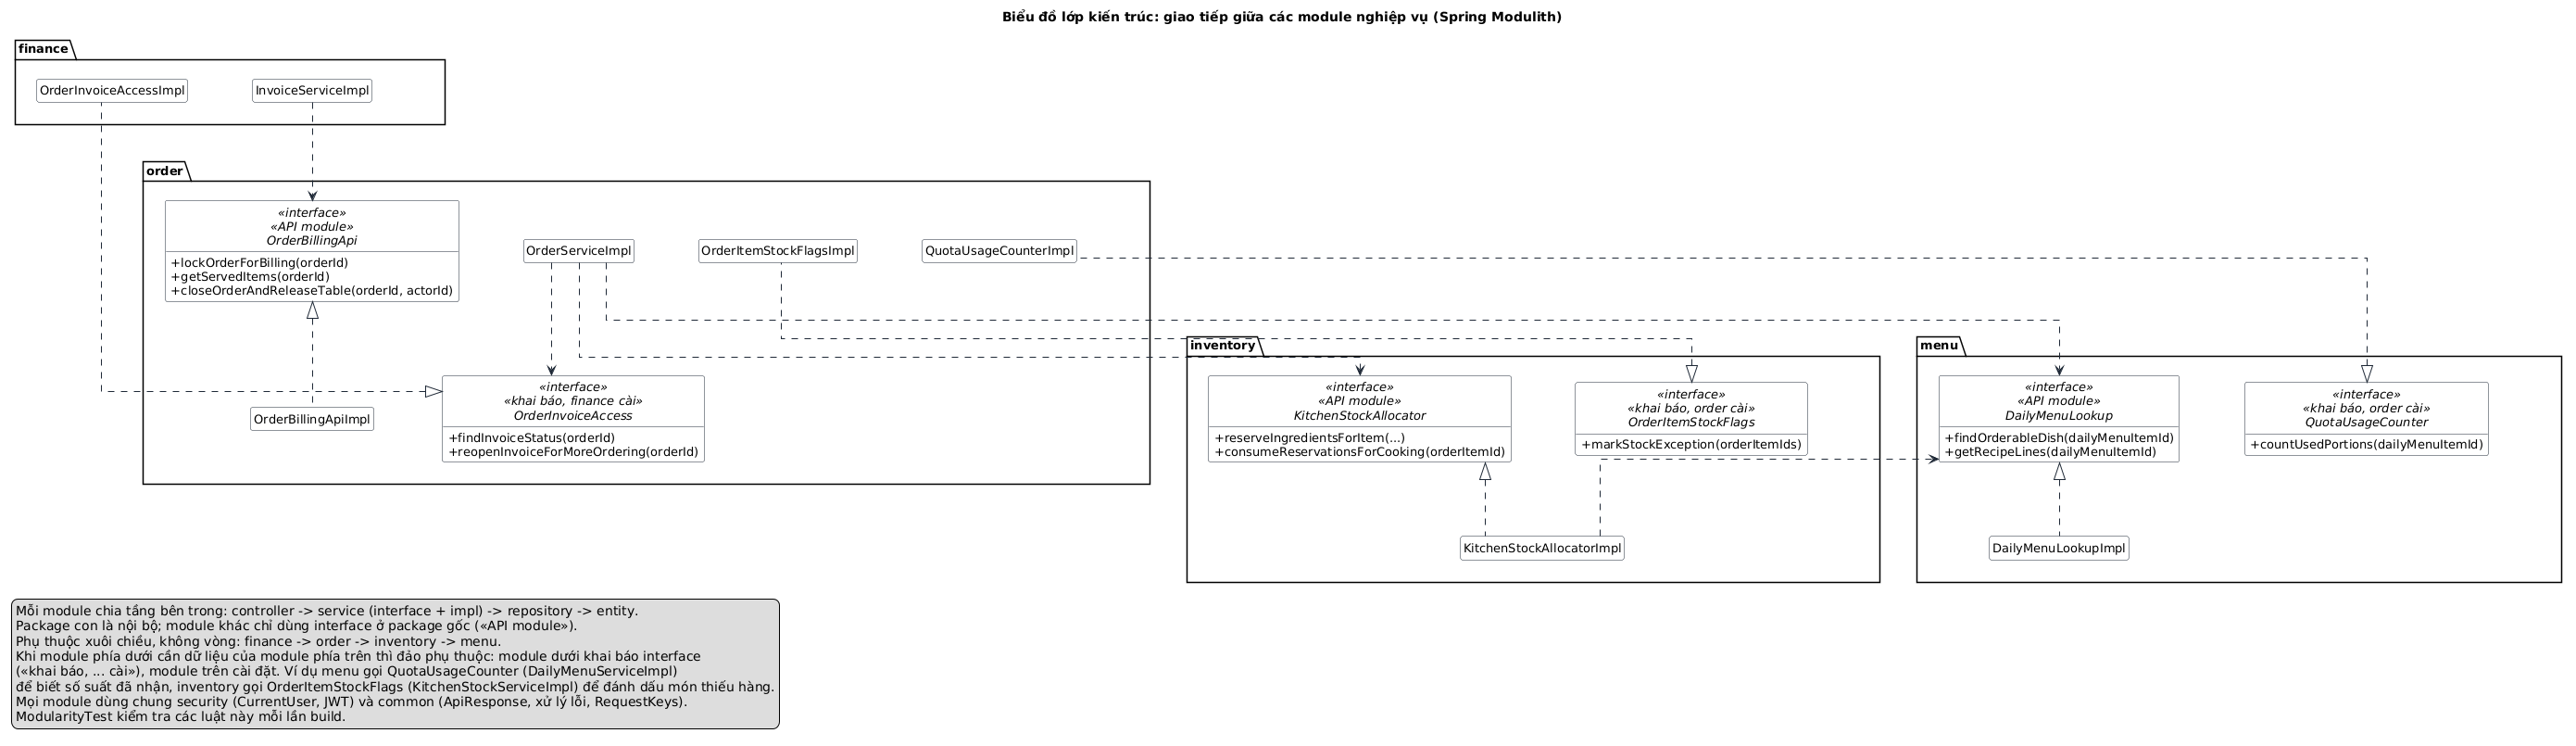 Biểu đồ lớp kiến trúc: giao tiếp giữa các module nghiệp vụ (Spring Modulith)
finance
OrderInvoiceAccessImpl
InvoiceServiceImpl
order
«interface»
«API module»
OrderBillingApi
+lockOrderForBilling(orderId)
+getServedItems(orderId)
+closeOrderAndReleaseTable(orderId, actorId)
OrderServiceImpl
OrderItemStockFlagsImpl
QuotaUsageCounterImpl
OrderBillingApiImpl
«interface»
«khai báo, finance cài»
OrderInvoiceAccess
+findInvoiceStatus(orderId)
+reopenInvoiceForMoreOrdering(orderId)
inventory
«interface»
«API module»
KitchenStockAllocator
+reserveIngredientsForItem(...)
+consumeReservationsForCooking(orderItemId)
«interface»
«khai báo, order cài»
OrderItemStockFlags
+markStockException(orderItemIds)
KitchenStockAllocatorImpl
menu
«interface»
«API module»
DailyMenuLookup
+findOrderableDish(dailyMenuItemId)
+getRecipeLines(dailyMenuItemId)
«interface»
«khai báo, order cài»
QuotaUsageCounter
+countUsedPortions(dailyMenuItemId)
DailyMenuLookupImpl
Mỗi module chia tầng bên trong: controller -> service (interface + impl) -> repository -> entity.
Package con là nội bộ; module khác chỉ dùng interface ở package gốc («API module»).
Phụ thuộc xuôi chiều, không vòng: finance -> order -> inventory -> menu.
Khi module phía dưới cần dữ liệu của module phía trên thì đảo phụ thuộc: module dưới khai báo interface
(«khai báo, ... cài»), module trên cài đặt. Ví dụ menu gọi QuotaUsageCounter (DailyMenuServiceImpl)
để biết số suất đã nhận, inventory gọi OrderItemStockFlags (KitchenStockServiceImpl) để đánh dấu món thiếu hàng.
Mọi module dùng chung security (CurrentUser, JWT) và common (ApiResponse, xử lý lỗi, RequestKeys).
ModularityTest kiểm tra các luật này mỗi lần build.